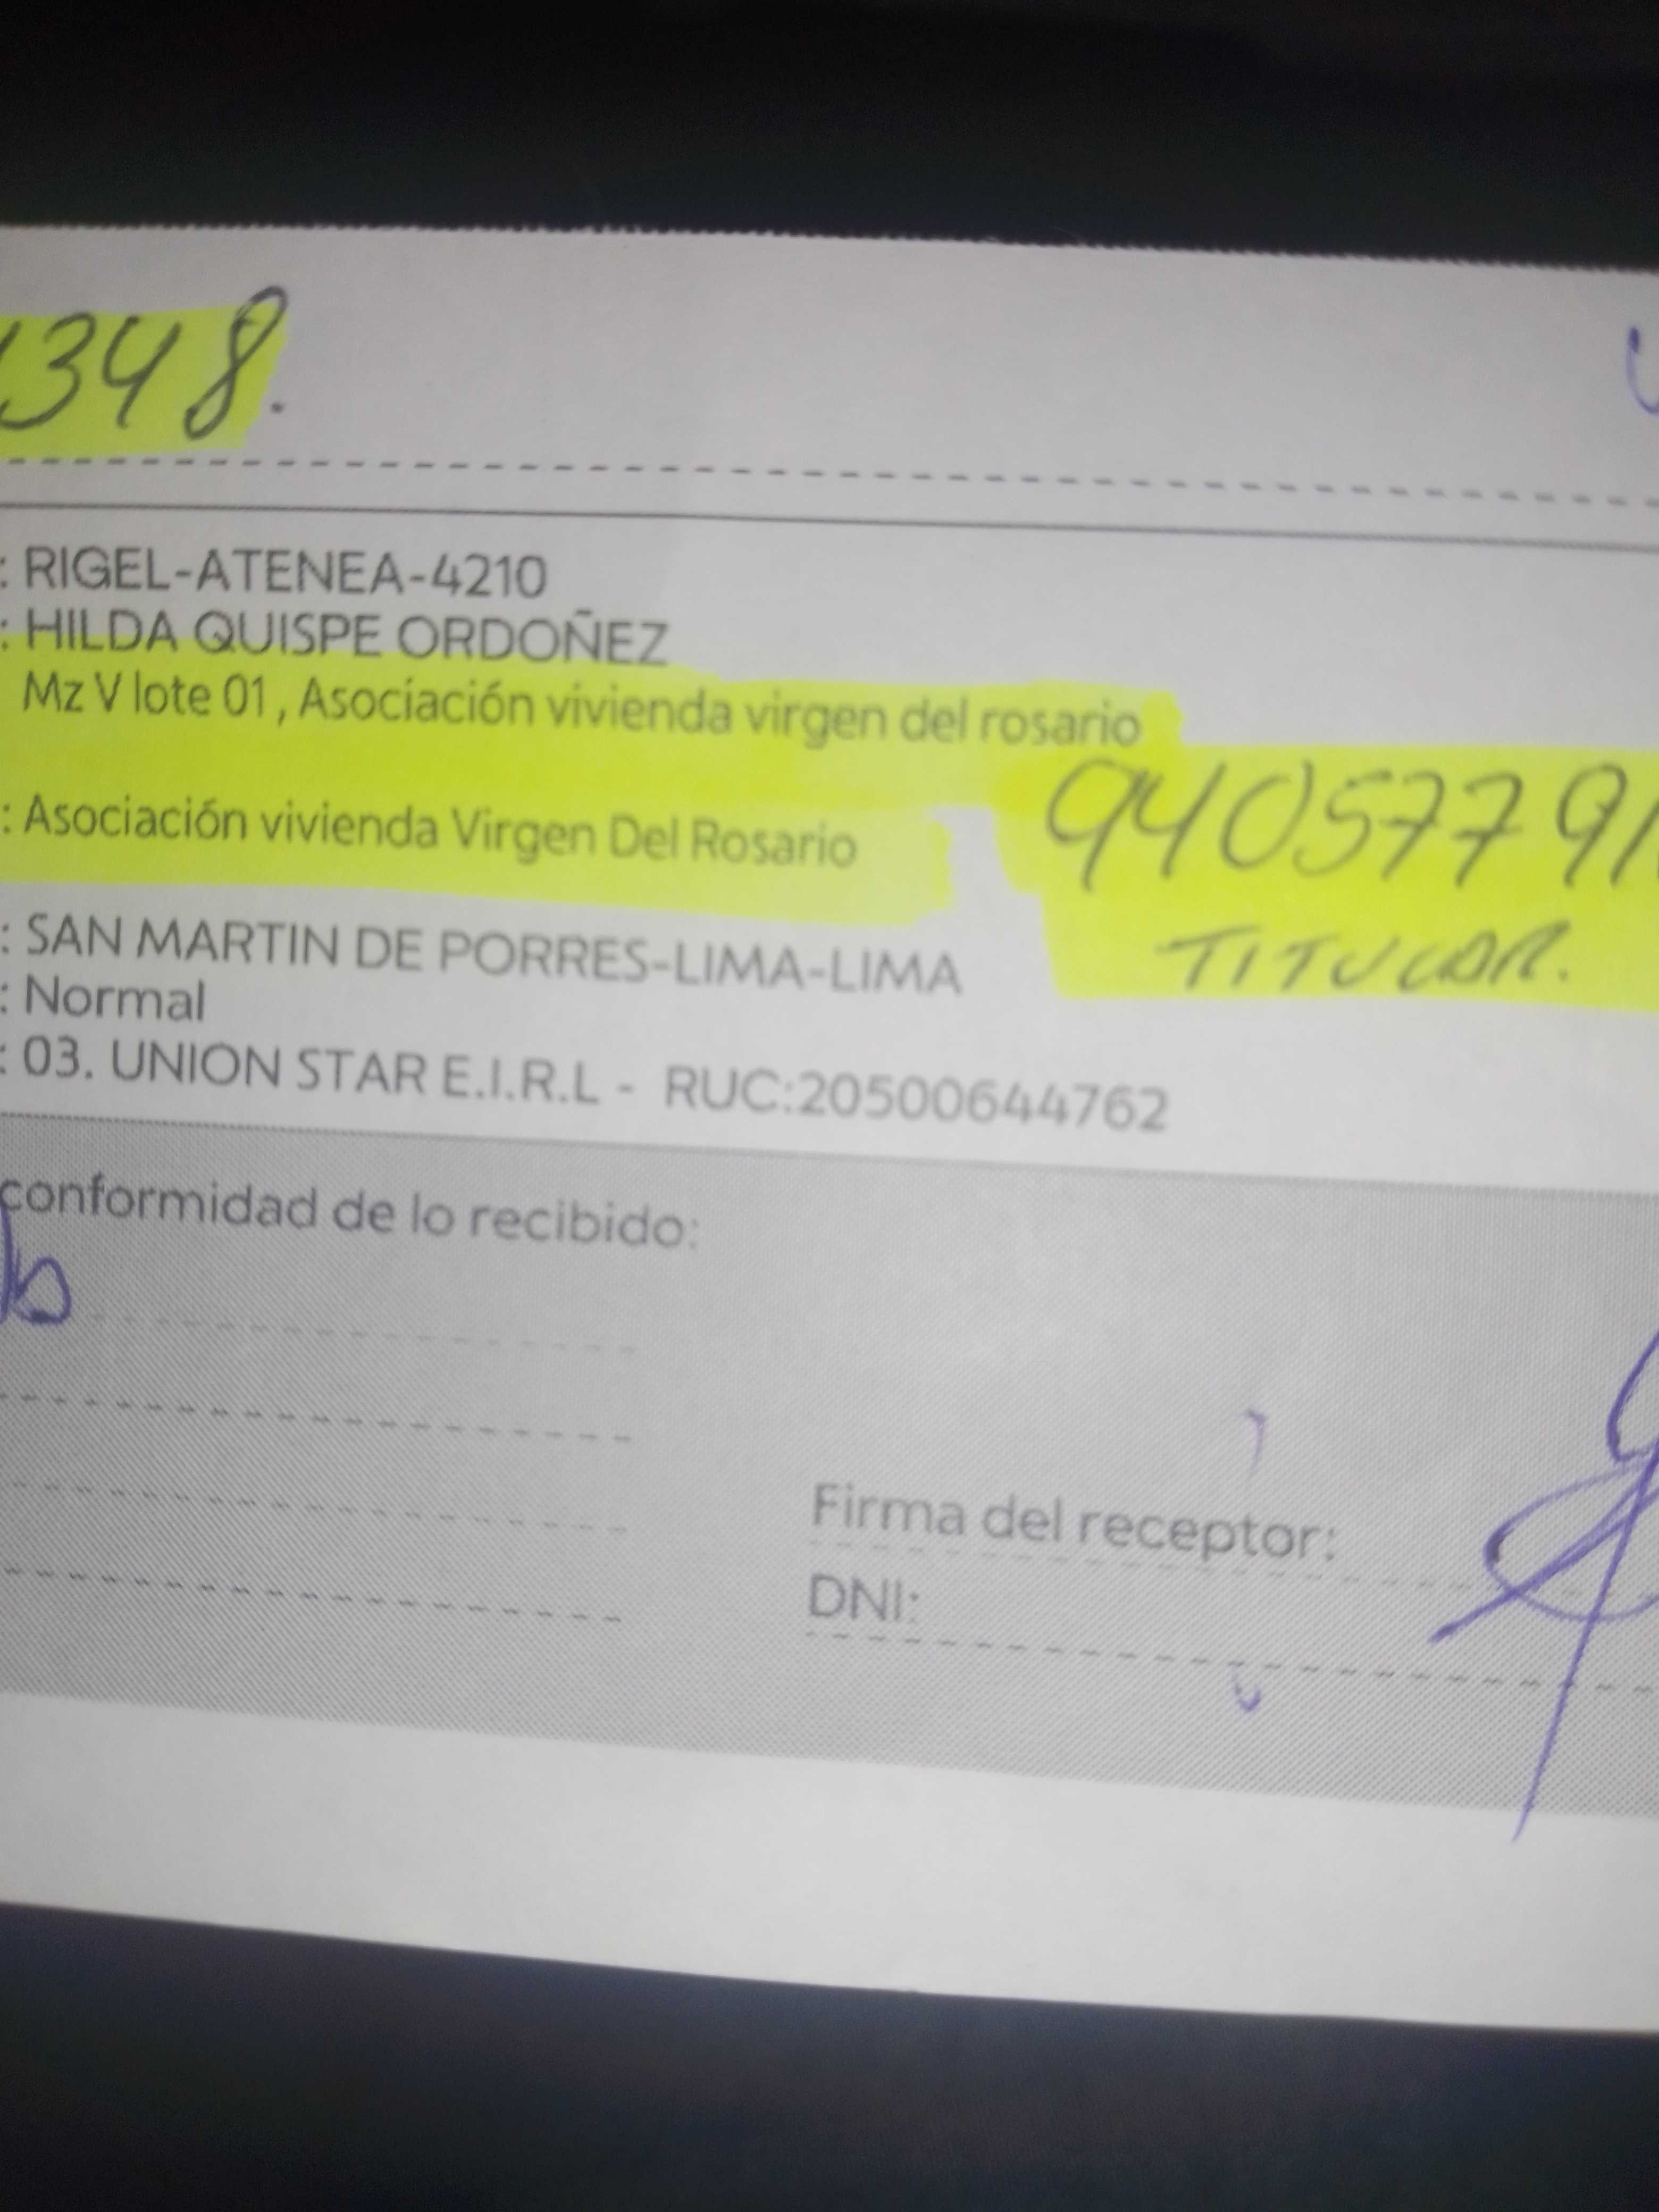 348.
: RIGEL-ATENEA-4210
: HILDA QUISPE ORDOÑEZ
Mz V lote 01 , Asociación vivienda virgen del rosario
: Asociación vivienda Virgen Del Rosario
94057791
TITULAR.
: SAN MARTIN DE PORRES-LIMA-LIMA
: Normal
: 03. UNION STAR E.I.R.L - RUC:20500644762
conformidad de lo recibido:
Firma del receptor:
DNI: